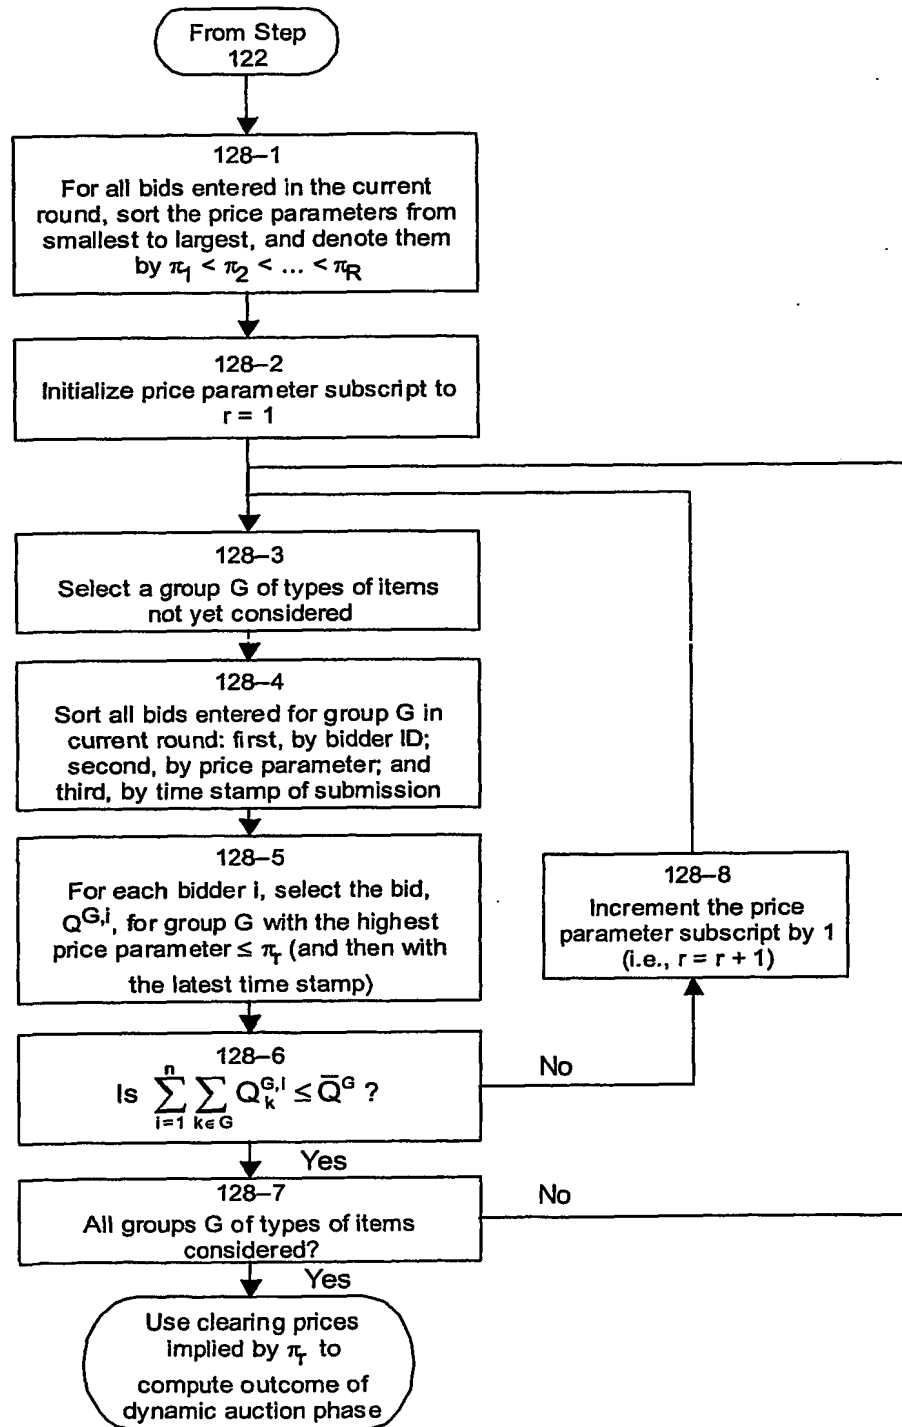 From Step
122
128–1
For all bids entered in the current
round, sort the price parameters from
smallest to largest, and denote them
by π₁ < π₂ < ... < π_R
128–2
Initialize price parameter subscript to
r = 1
128–3
Select a group G of types of items
not yet considered
128–4
Sort all bids entered for group G in
current round: first, by bidder ID;
second, by price parameter; and
third, by time stamp of submission
128–5
For each bidder i, select the bid,
Q^{G,i}, for group G with the highest
price parameter ≤ π_r (and then with
the latest time stamp)
128–8
Increment the price
parameter subscript by 1
(i.e., r = r + 1)
128–6
Is \sum_{i=1}^{n} \sum_{k∈G} Q_k^{G,i} ≤ \bar{Q}^G ?
No
Yes
128–7
All groups G of types of items
considered?
No
Yes
Use clearing prices
implied by π_r to
compute outcome of
dynamic auction phase